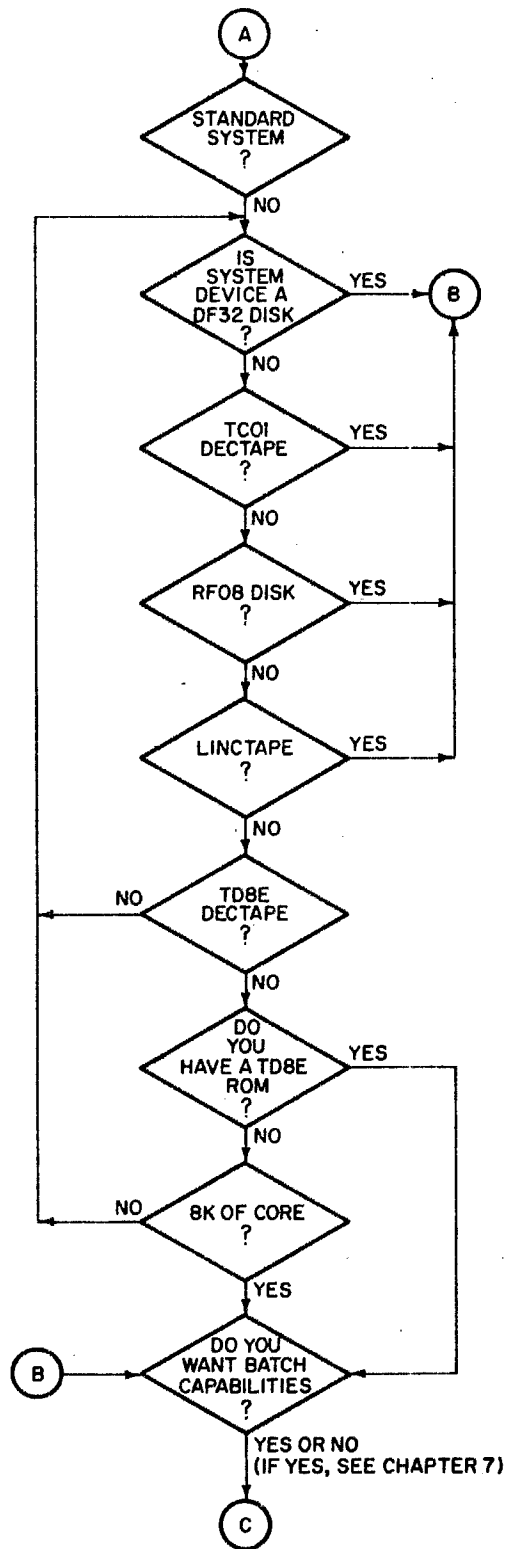 A
STANDARD
SYSTEM
?
NO
IS
SYSTEM
DEVICE A
DF32 DISK
?
YES
B
NO
TC01
DECTAPE
?
YES
NO
RF08 DISK
?
YES
NO
LINCTAPE
?
YES
NO
TD8E
DECTAPE
?
NO
NO
DO
YOU
HAVE A TD8E
ROM
?
YES
NO
8K OF CORE
?
NO
YES
B
DO YOU
WANT BATCH
CAPABILITIES
?
YES OR NO
(IF YES, SEE CHAPTER 7)
C